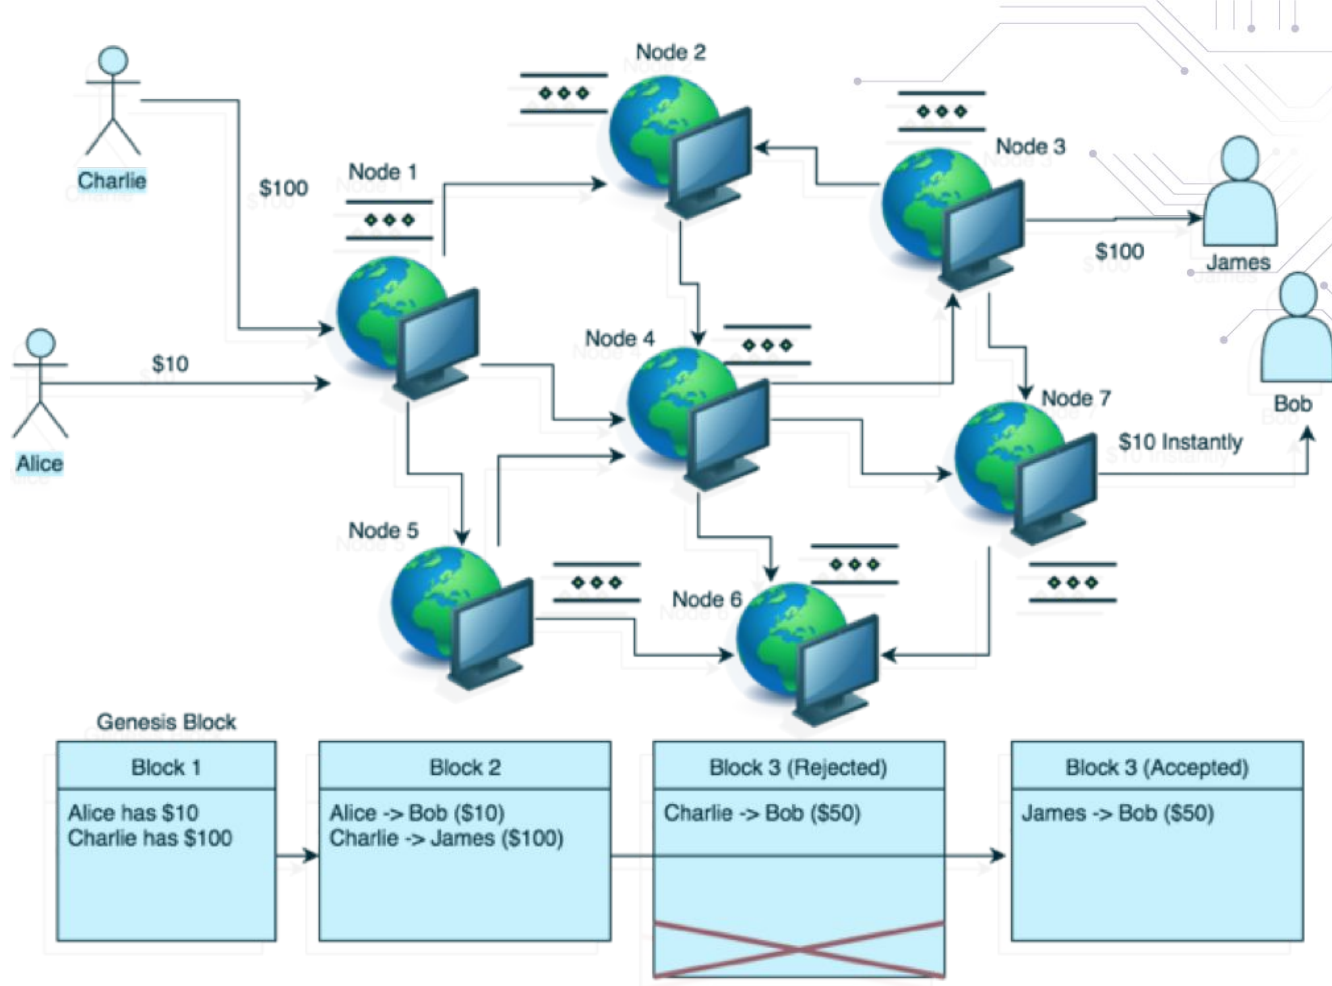 Node 2
Node 3
Charlie
Node 1
$100
$100
James
Node 4
$10
Node 7
Bob
$10 Instantly
Alice
Node 5
Node 6
Genesis Block
Block 1
Alice has $10
Charlie has $100
Block 2
Alice -> Bob ($10)
Charlie -> James ($100)
Block 3 (Rejected)
Charlie -> Bob ($50)
Block 3 (Accepted)
James -> Bob ($50)